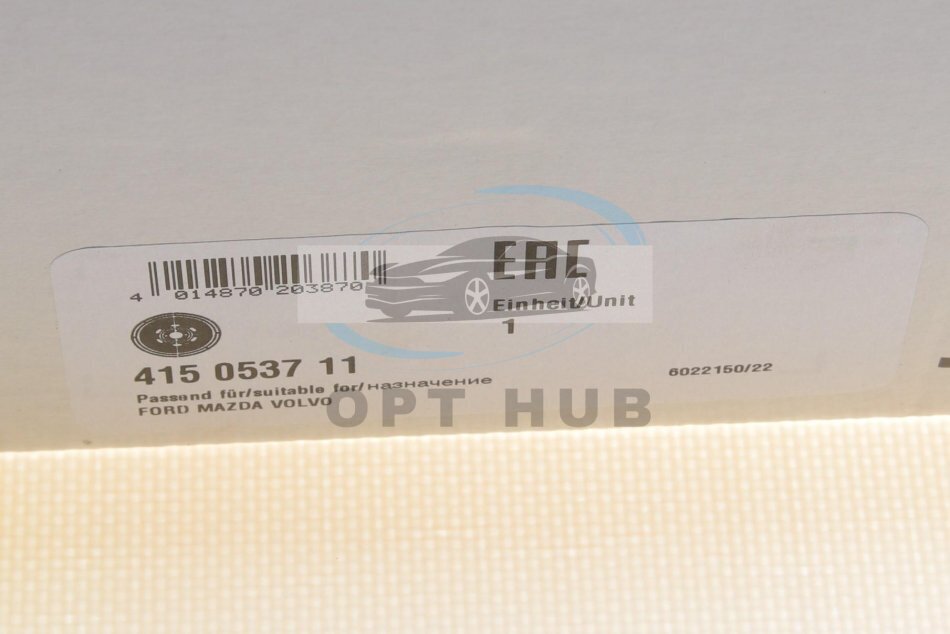 EAC
4 014870 203870
Einheit/Unit
1
415 0537 11
Passend für/suitable for/назначение
FORD MAZDA VOLVO
6022150/22
OPT HUB